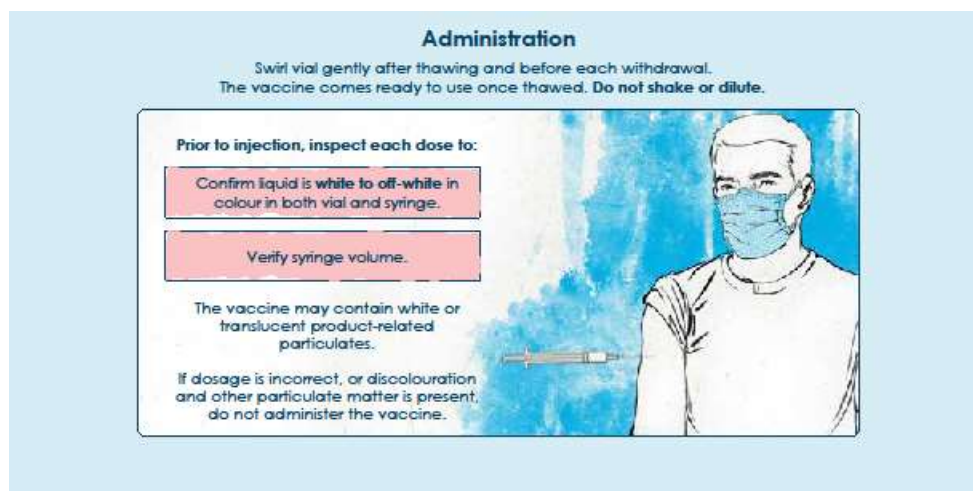 Administration
Swirl vial gently after thawing and before each withdrawal.
The vaccine comes ready to use once thawed. Do not shake or dilute.
Prior to injection, inspect each dose to:
Confirm liquid is white to off-white in
colour in both vial and syringe.
Verify syringe volume.
The vaccine may contain white or
translucent product-related
particulates.
If dosage is incorrect, or discolouration
and other particulate matter is present,
do not administer the vaccine.